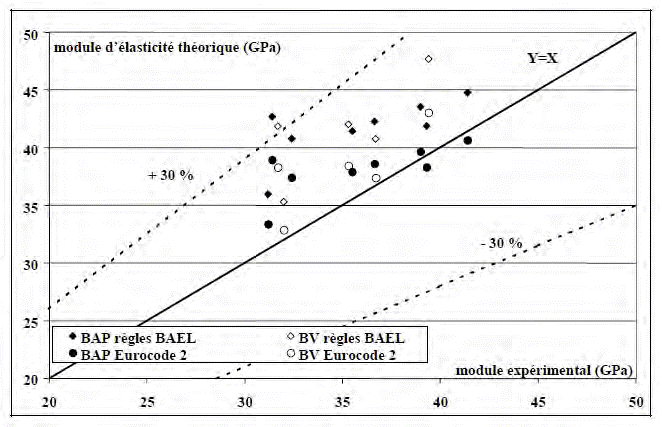 50
module d'élasticité théorique (GPa)
Y=X
45
40
+ 30 %
35
- 30 %
30
25
BAP règles BAEL
BV règles BAEL
BAP Eurocode 2
BV Eurocode 2
module expérimental (GPa)
20
20
25
30
35
40
45
50